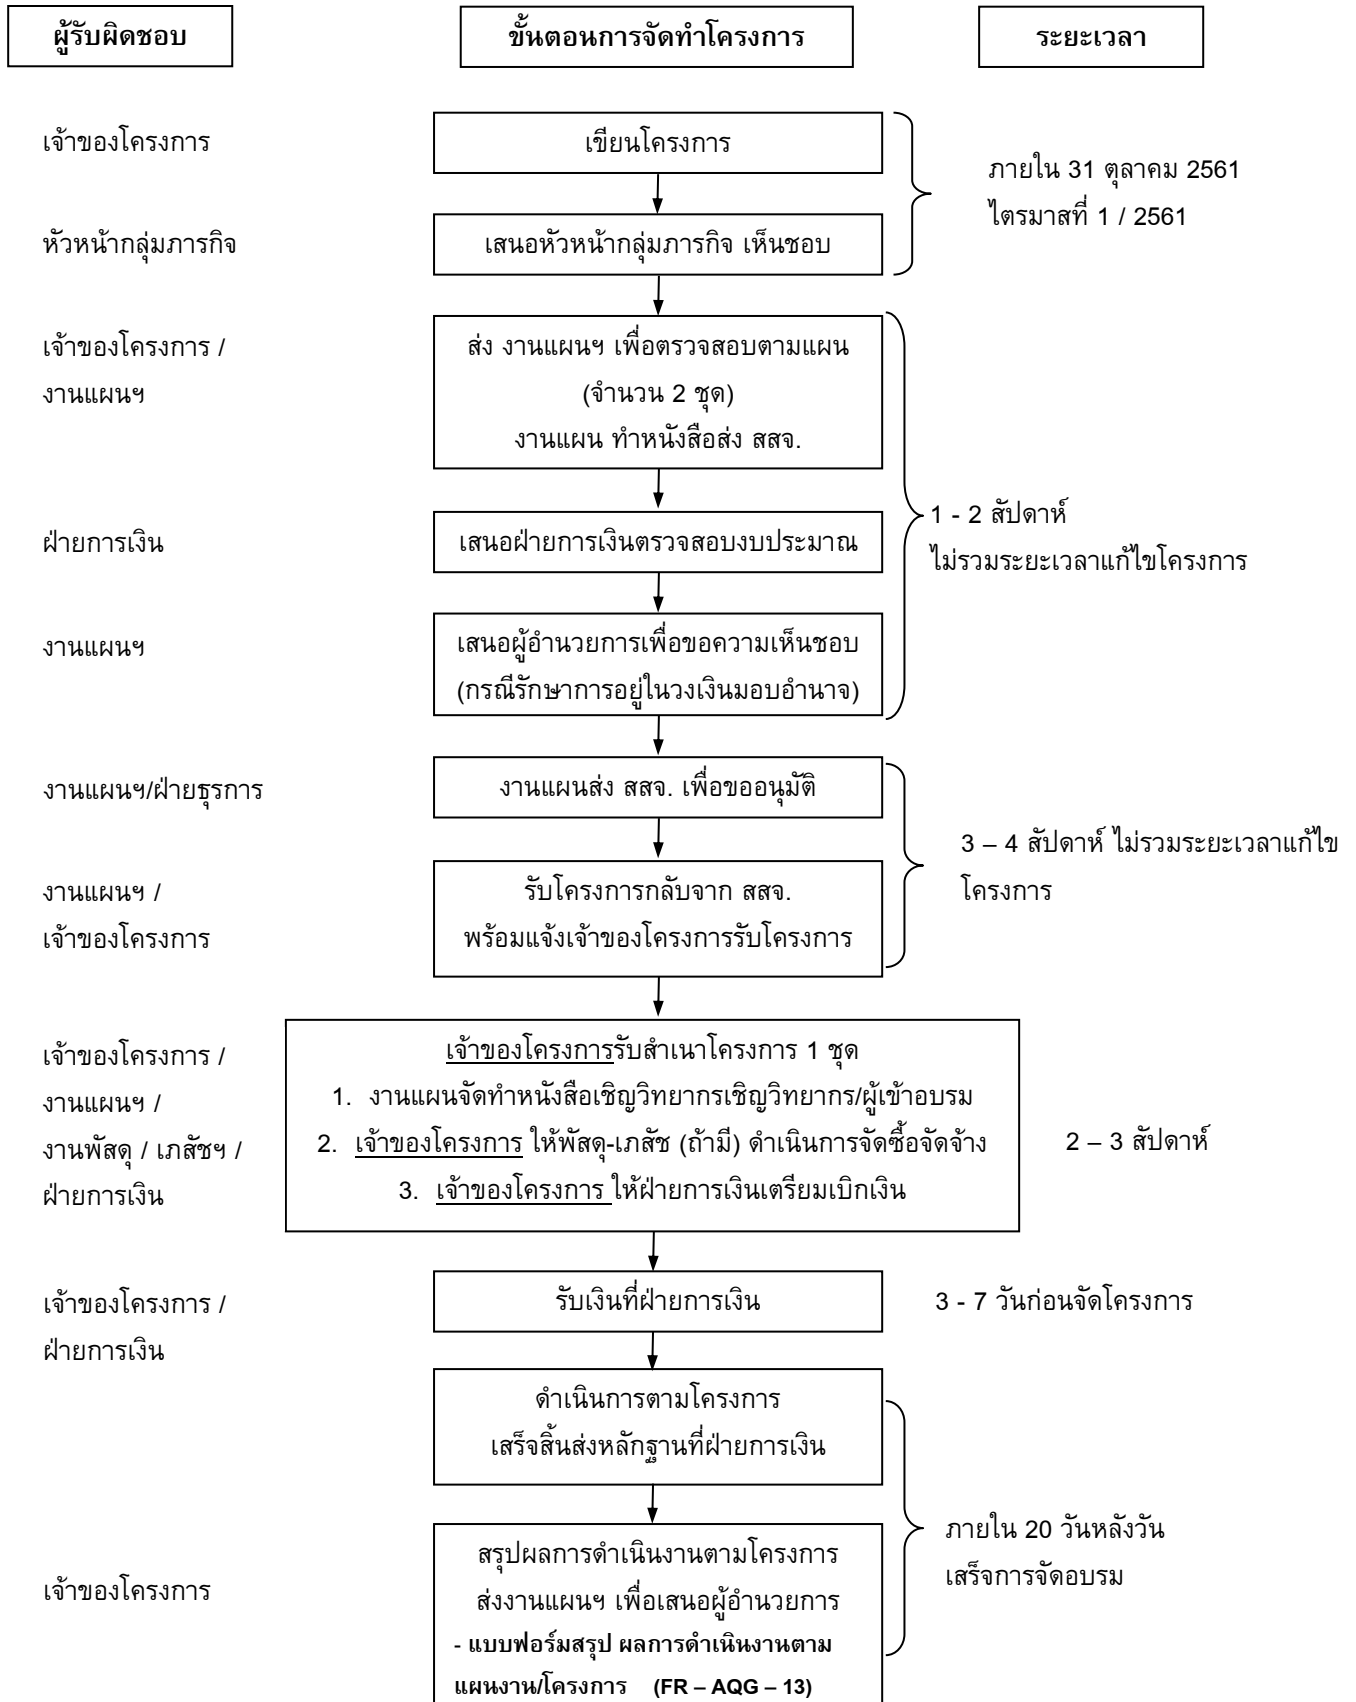 ผู้รับผิดชอบ
ขั้นตอนการจัดทำโครงการ
ระยะเวลา
เจ้าของโครงการ
เขียนโครงการ
ภายใน 31 ตุลาคม 2561
ไตรมาสที่ 1 / 2561
หัวหน้ากลุ่มภารกิจ
เสนอหัวหน้ากลุ่มภารกิจ เห็นชอบ
เจ้าของโครงการ /
งานแผนฯ
ส่ง งานแผนฯ เพื่อตรวจสอบตามแผน
(จำนวน 2 ชุด)
งานแผน ทำหนังสือส่ง สสจ.
1 - 2 สัปดาห์
ไม่รวมระยะเวลาแก้ไขโครงการ
ฝ่ายการเงิน
เสนอฝ่ายการเงินตรวจสอบงบประมาณ
งานแผนฯ
เสนอผู้อำนวยการเพื่อขอความเห็นชอบ
(กรณีรักษาการอยู่ในวงเงินมอบอำนาจ)
งานแผนฯ/ฝ่ายธุรการ
งานแผนส่ง สสจ. เพื่อขออนุมัติ
3 – 4 สัปดาห์ ไม่รวมระยะเวลาแก้ไข
โครงการ
งานแผนฯ /
เจ้าของโครงการ
รับโครงการกลับจาก สสจ.
พร้อมแจ้งเจ้าของโครงการรับโครงการ
เจ้าของโครงการ /
งานแผนฯ /
งานพัสดุ / เภสัชฯ /
ฝ่ายการเงิน
เจ้าของโครงการรับสำเนาโครงการ 1 ชุด
1. งานแผนจัดทำหนังสือเชิญวิทยากรเชิญวิทยากร/ผู้เข้าอบรม
2. เจ้าของโครงการ ให้พัสดุ-เภสัช (ถ้ามี) ดำเนินการจัดซื้อจัดจ้าง
3. เจ้าของโครงการ ให้ฝ่ายการเงินเตรียมเบิกเงิน
2 – 3 สัปดาห์
เจ้าของโครงการ /
ฝ่ายการเงิน
รับเงินที่ฝ่ายการเงิน
3 - 7 วันก่อนจัดโครงการ
ดำเนินการตามโครงการ
เสร็จสิ้นส่งหลักฐานที่ฝ่ายการเงิน
ภายใน 20 วันหลังวัน
เสร็จการจัดอบรม
เจ้าของโครงการ
สรุปผลการดำเนินงานตามโครงการ
ส่งงานแผนฯ เพื่อเสนอผู้อำนวยการ
- แบบฟอร์มสรุป ผลการดำเนินงานตาม
แผนงาน/โครงการ (FR – AQG – 13)